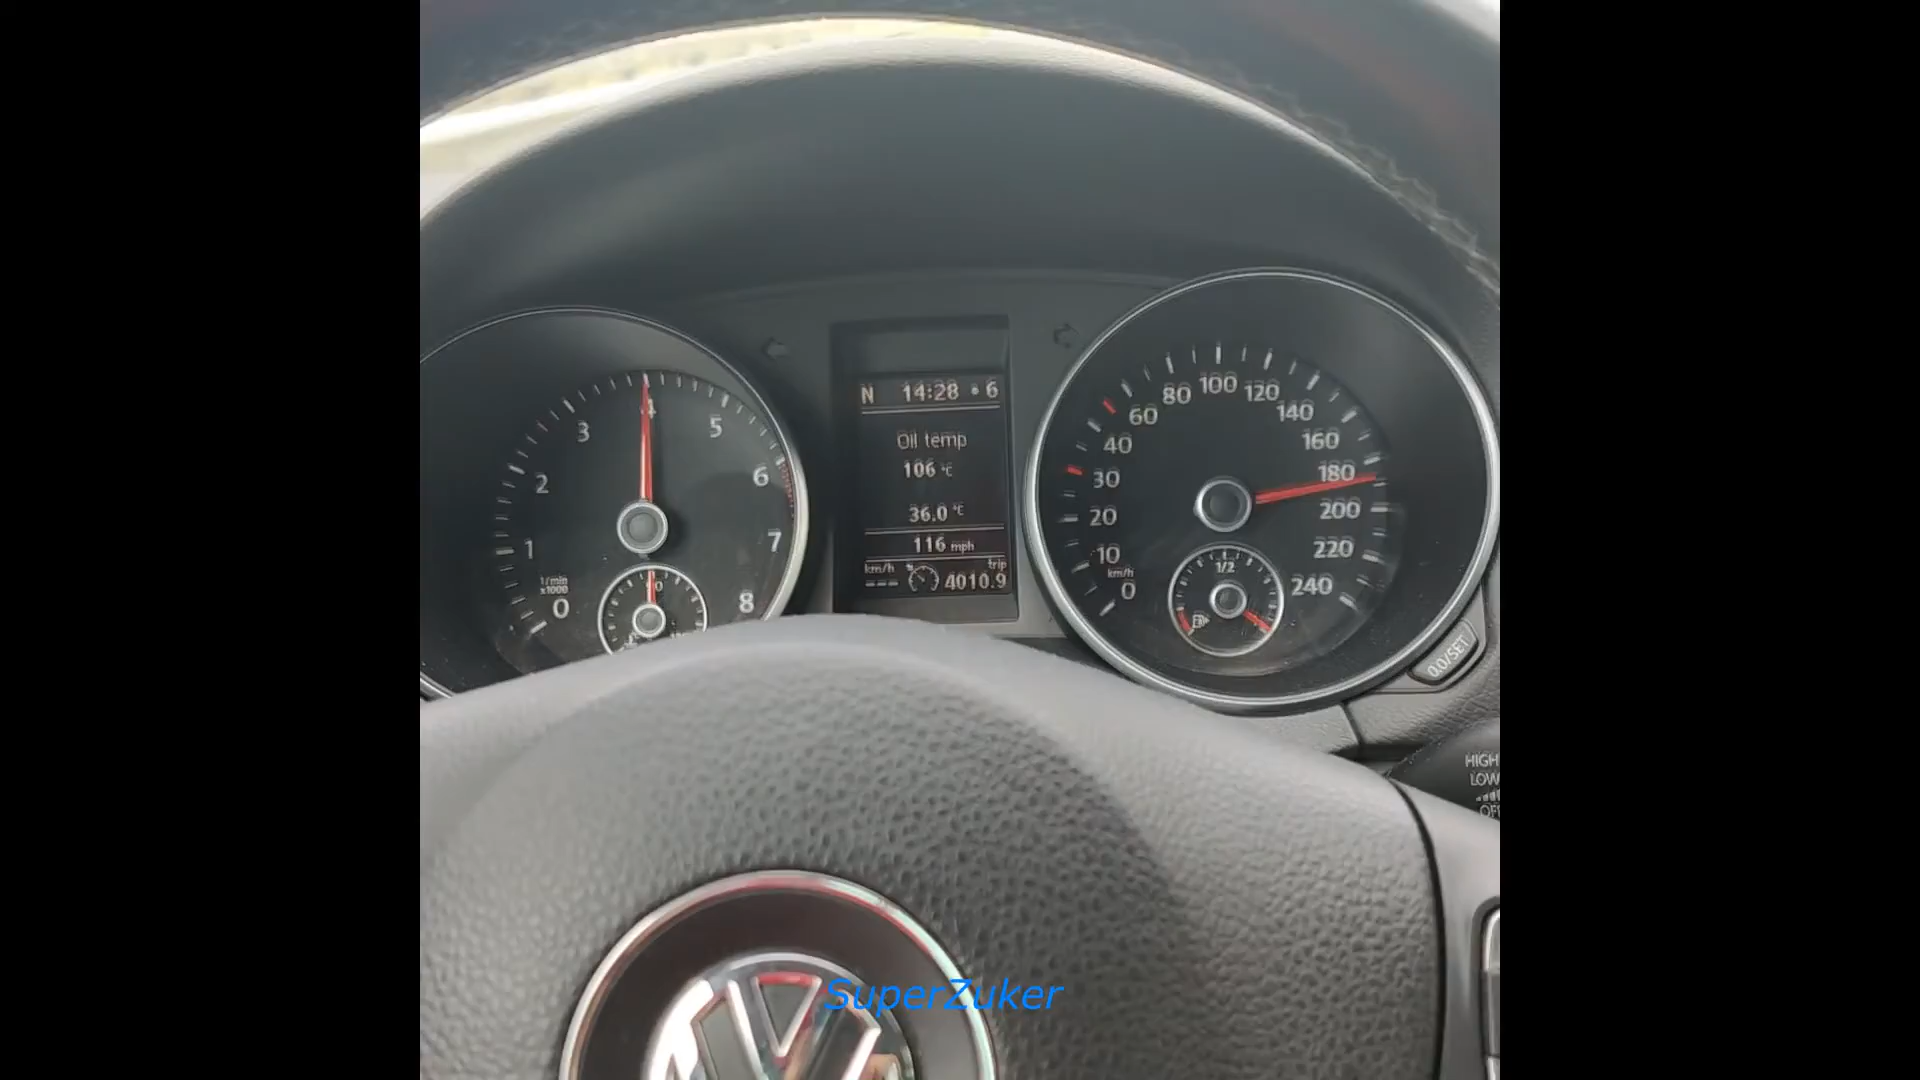 N 14:28 6
Oil temp
106 °C
36.0 °C
116 mph
km/h trip
--- 4010.9
0 1 2 3 4 5 6 7 8
1/min
x1000
90
0 10 20 30 40 60 80 100 120 140 160 180 200 220 240
km/h
1/2
0.0/SET
HIGH
LOW
SuperZuker